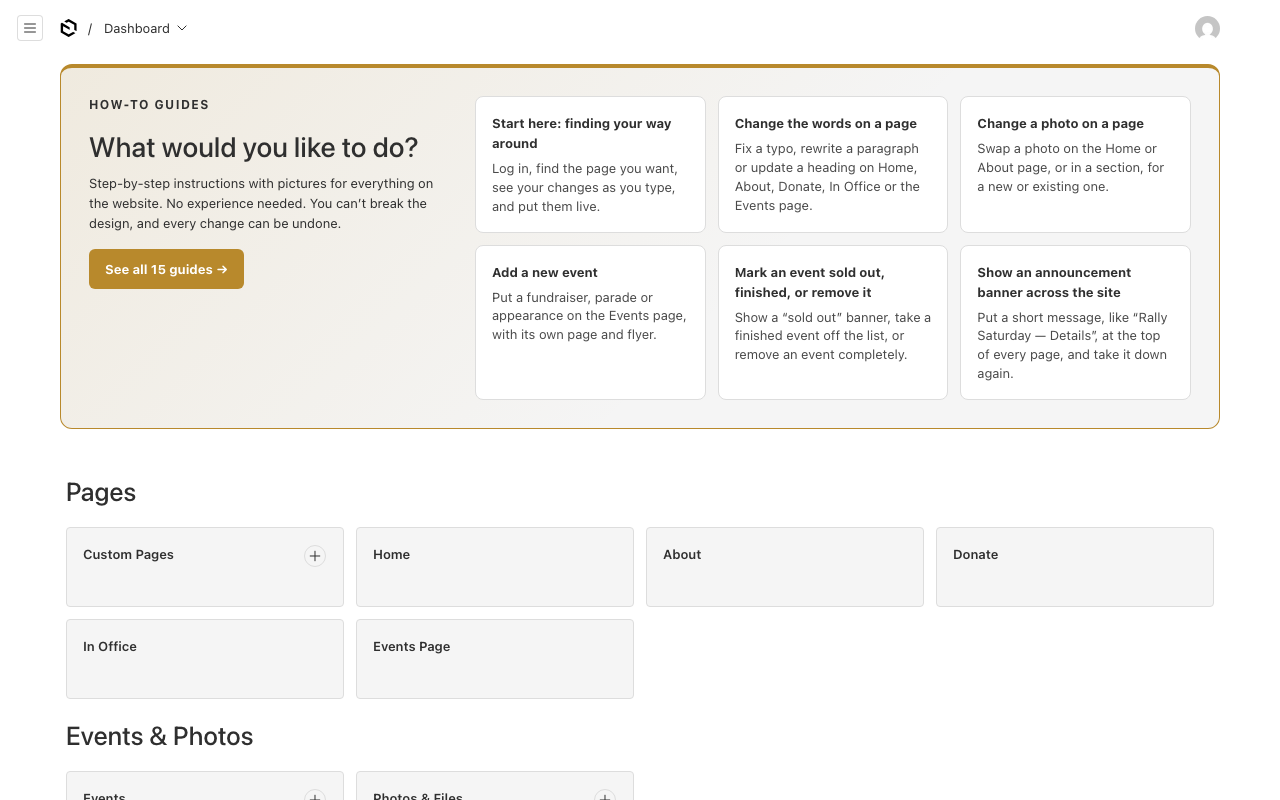 / Dashboard
HOW-TO GUIDES
What would you like to do?
Step-by-step instructions with pictures for everything on
the website. No experience needed. You can’t break the
design, and every change can be undone.
See all 15 guides →
Start here: finding your way
around
Log in, find the page you want,
see your changes as you type,
and put them live.
Change the words on a page
Fix a typo, rewrite a paragraph
or update a heading on Home,
About, Donate, In Office or the
Events page.
Change a photo on a page
Swap a photo on the Home or
About page, or in a section, for
a new or existing one.
Add a new event
Put a fundraiser, parade or
appearance on the Events page,
with its own page and flyer.
Mark an event sold out,
finished, or remove it
Show a “sold out” banner, take a
finished event off the list, or
remove an event completely.
Show an announcement
banner across the site
Put a short message, like “Rally
Saturday — Details”, at the top
of every page, and take it down
again.
Pages
Custom Pages
Home
About
Donate
In Office
Events Page
Events & Photos
Events
Photos & Files